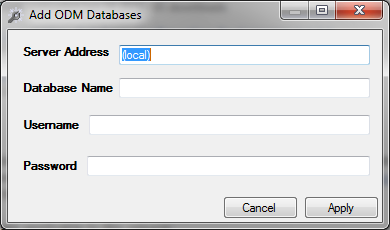 Add ODM Databases
Server Address (local)
Database Name
Username
Password
Cancel Apply